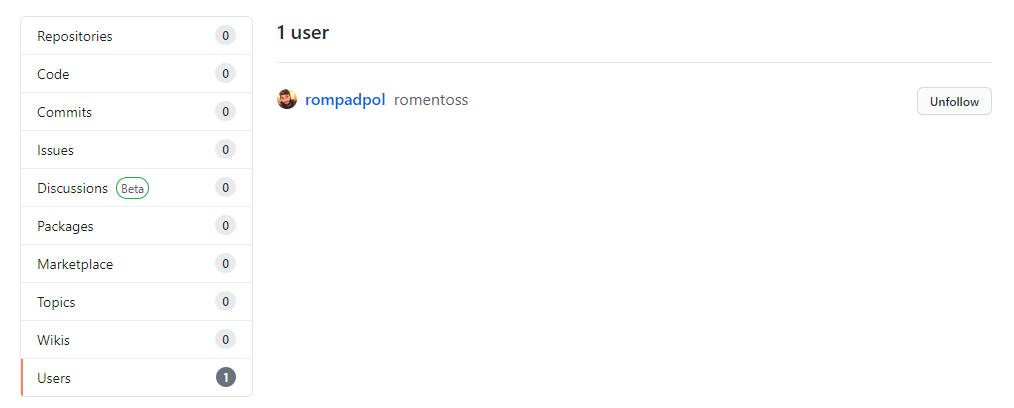 Repositories 0
Code 0
Commits 0
Issues 0
Discussions Beta 0
Packages 0
Marketplace 0
Topics 0
Wikis 0
Users 1
1 user
rompadpol romentoss
Unfollow